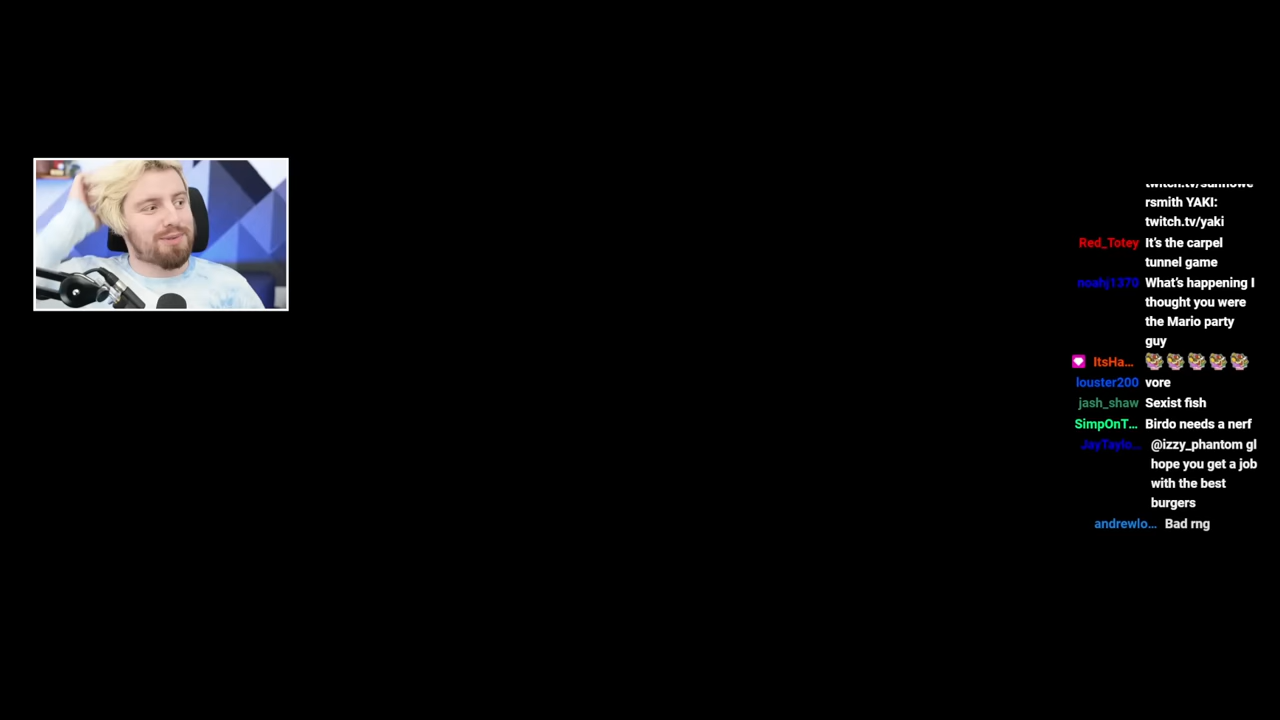 rsmith YAKI:
twitch.tv/yaki
Red_Totey It's the carpel
tunnel game
noahj1370 What's happening I
thought you were
the Mario party
guy
ItsHa...
louster200 vore
jash_shaw Sexist fish
SimpOnT... Birdo needs a nerf
JayTaylo... @izzy_phantom gl
hope you get a job
with the best
burgers
andrewlo... Bad rng